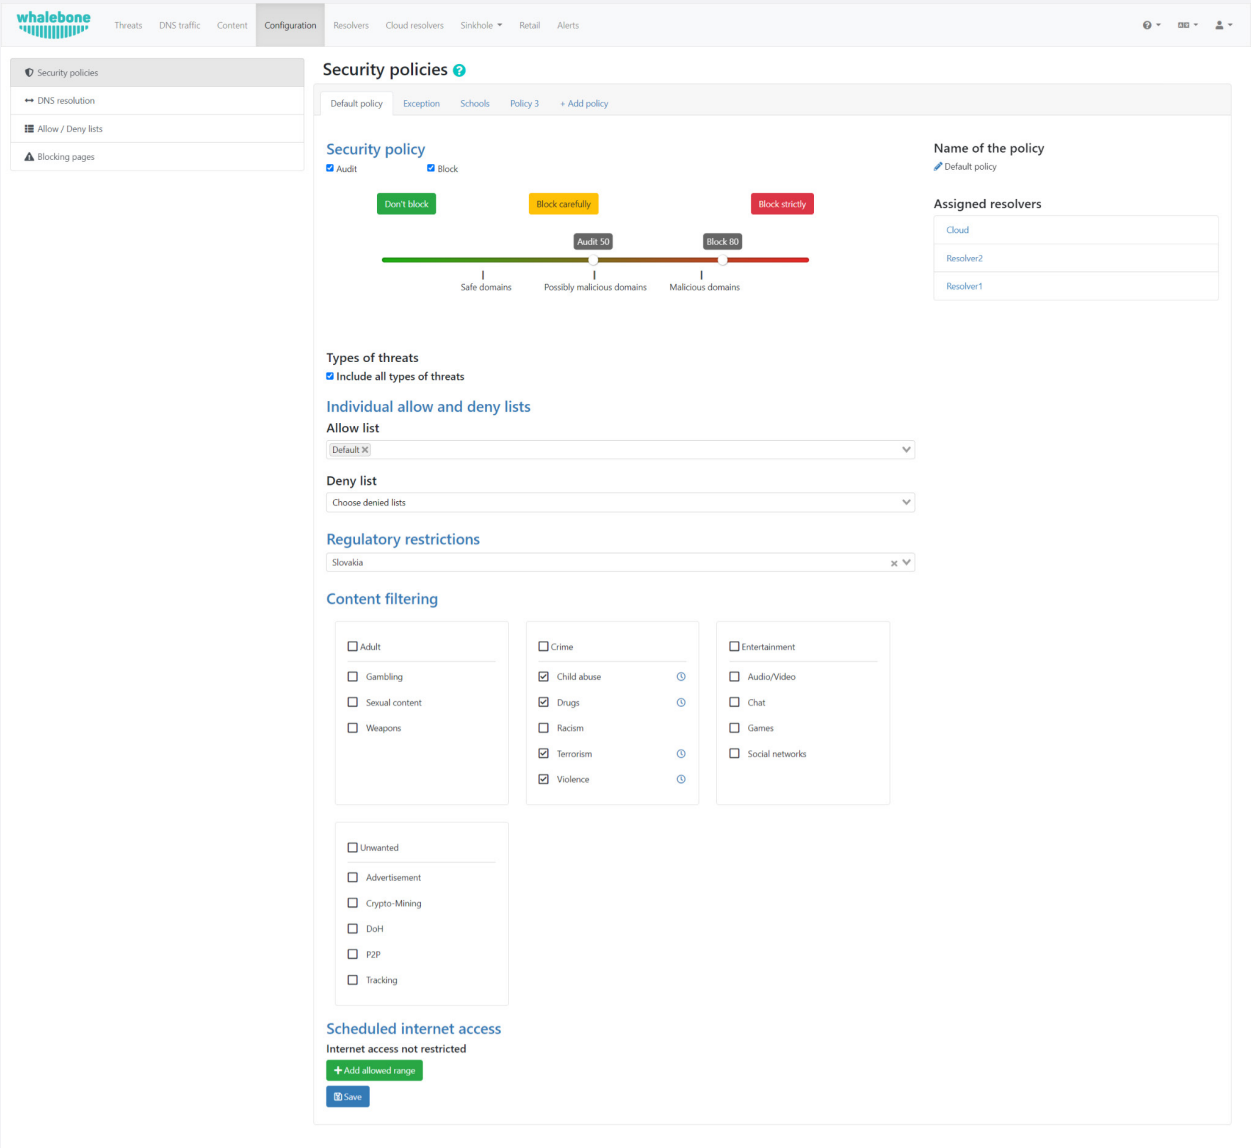 whalebone
Threats DNS traffic Content Configuration Resolvers Cloud resolvers Sinkhole Retail Alerts
Security policies
DNS resolution
Allow / Deny lists
Blocking pages
Security policies
Default policy Exception Schools Policy 3 + Add policy
Security policy
Audit Block
Don't block Block carefully Block strictly
Audit 50 Block 80
Safe domains Possibly malicious domains Malicious domains
Name of the policy
Default policy
Assigned resolvers
Cloud
Resolver2
Resolver1
Types of threats
Include all types of threats
Individual allow and deny lists
Allow list
Default
Deny list
Choose denied lists
Regulatory restrictions
Slovakia
Content filtering
Adult
Gambling
Sexual content
Weapons
Crime
Child abuse
Drugs
Racism
Terrorism
Violence
Entertainment
Audio/Video
Chat
Games
Social networks
Unwanted
Advertisement
Crypto-Mining
DoH
P2P
Tracking
Scheduled internet access
Internet access not restricted
+ Add allowed range
Save